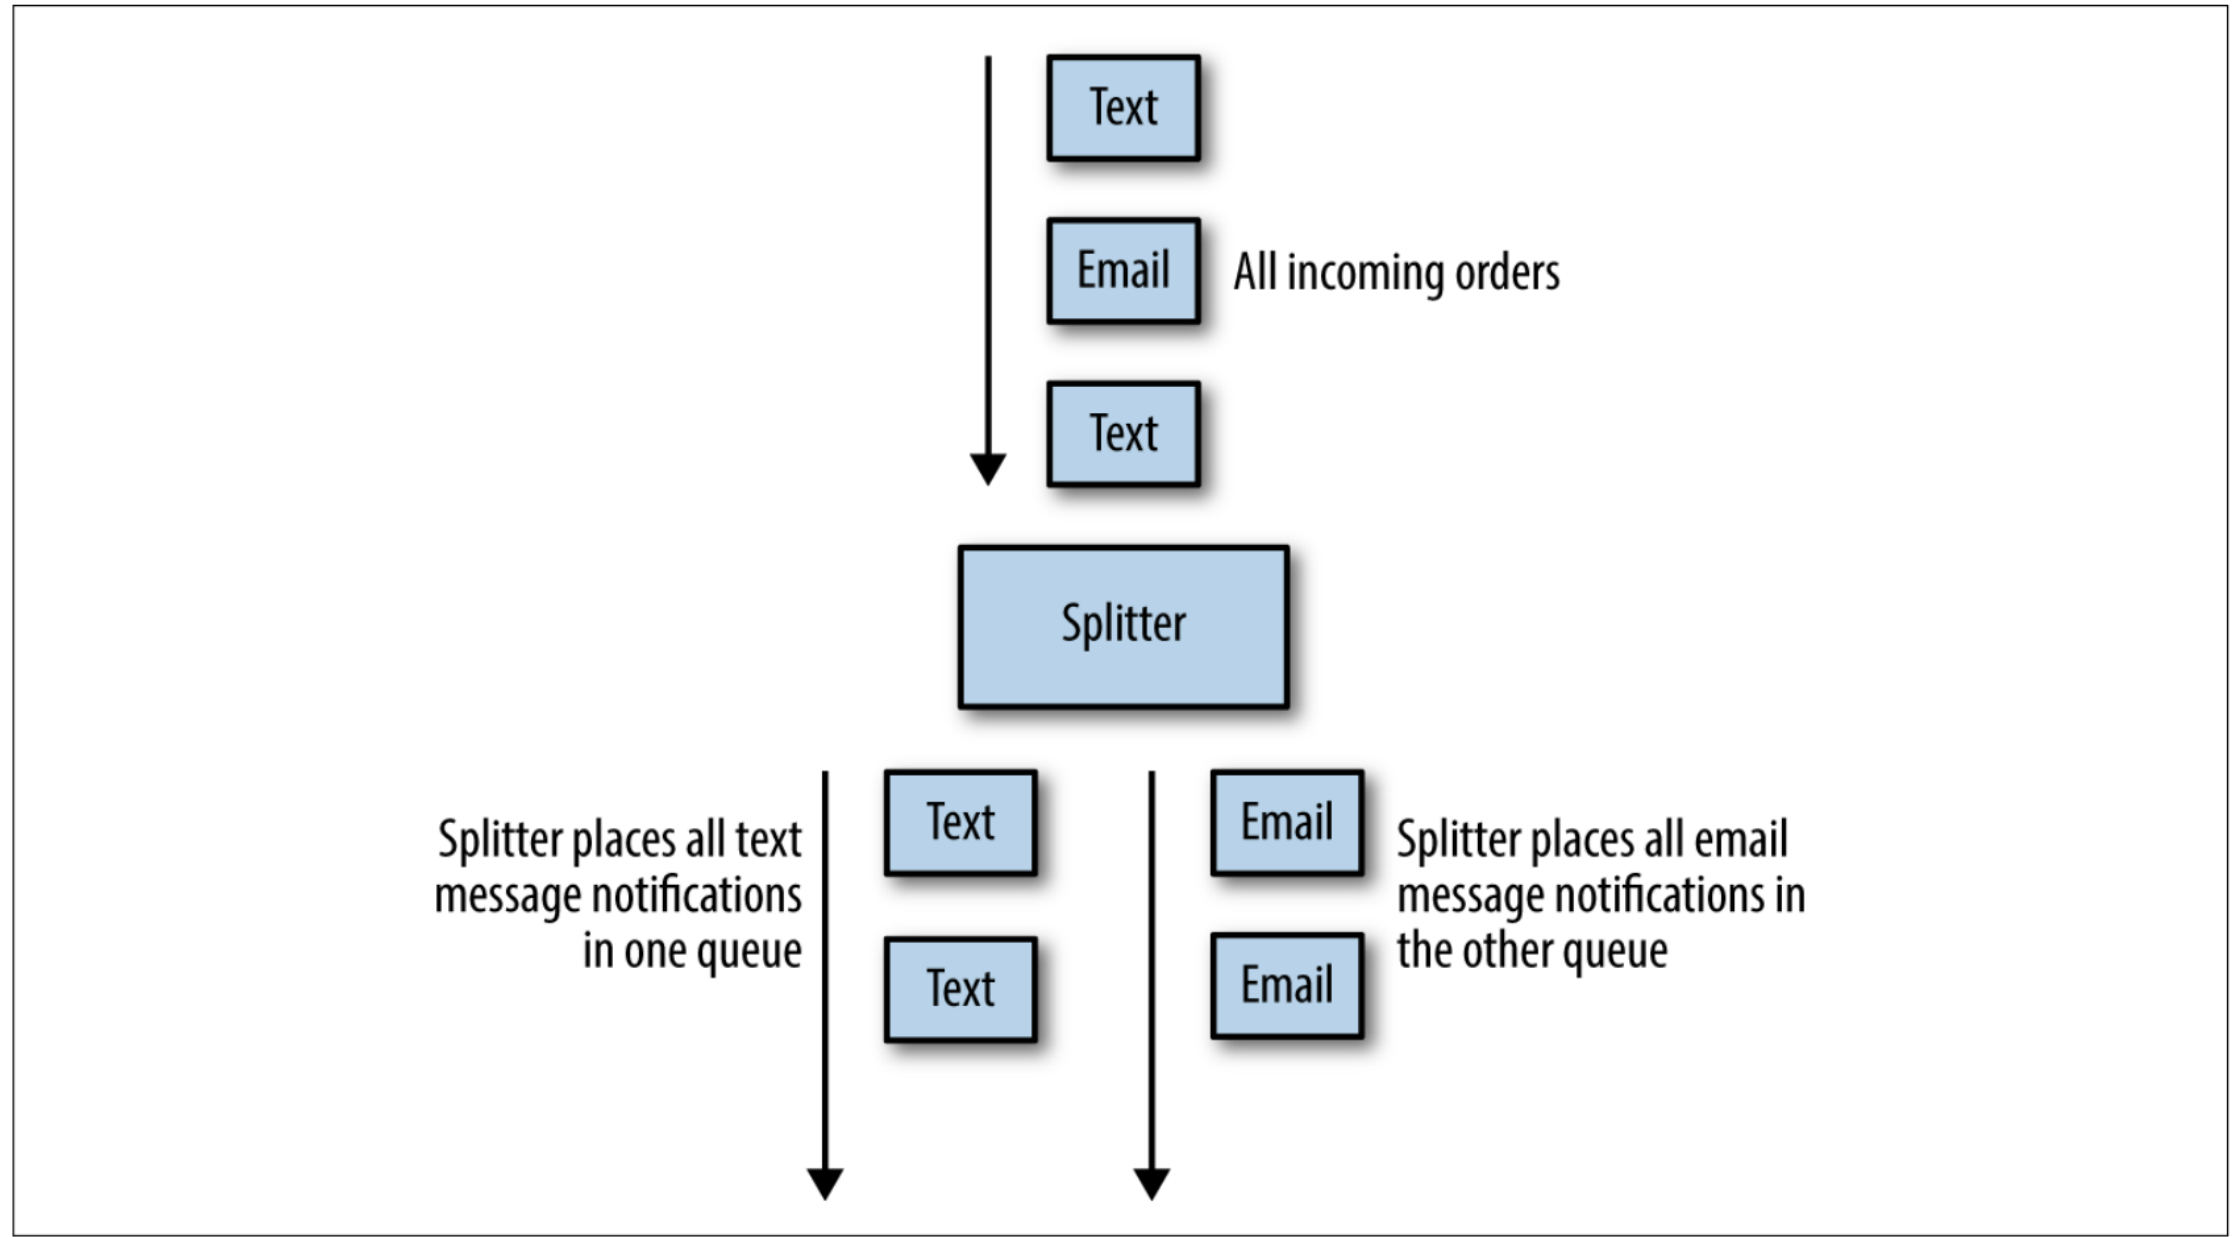 Text
Email
All incoming orders
Text
Splitter
Splitter places all text
message notifications
in one queue
Text
Text
Email
Email
Splitter places all email
message notifications in
the other queue